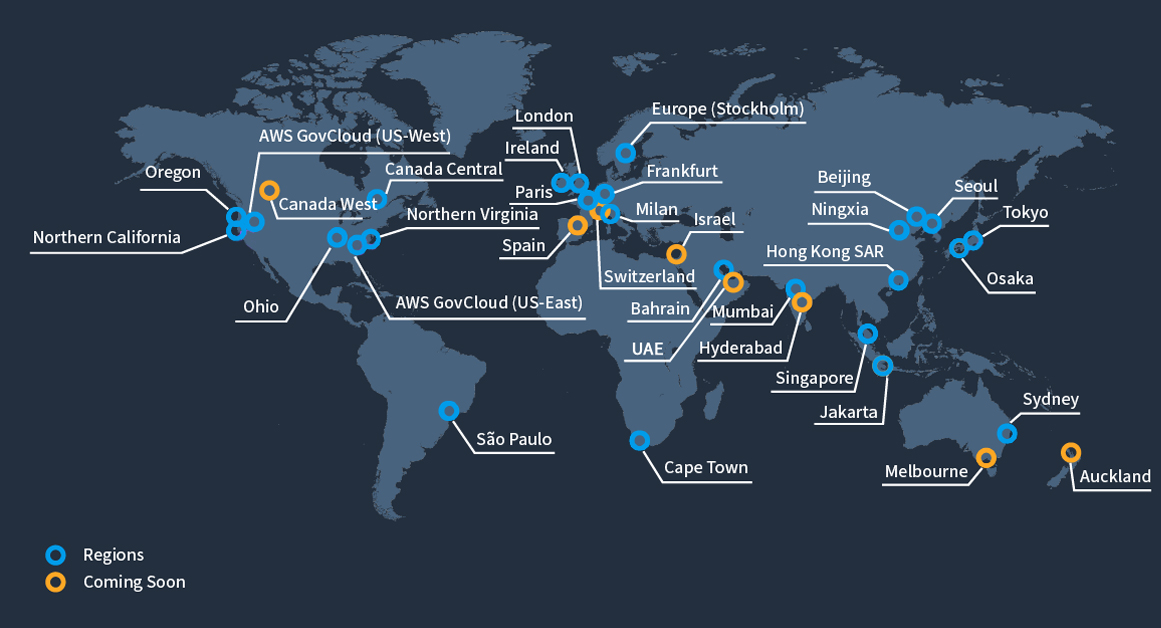 London
Europe (Stockholm)
AWS GovCloud (US-West)
Ireland
Oregon
Canada Central
Frankfurt
Beijing
Seoul
Paris
Canada West
Northern Virginia
Milan
Israel
Ningxia
Tokyo
Northern California
Spain
Hong Kong SAR
Switzerland
Osaka
Ohio
AWS GovCloud (US-East)
Bahrain
Mumbai
UAE
Hyderabad
Singapore
Jakarta
Sydney
São Paulo
Cape Town
Melbourne
Auckland
Regions
Coming Soon